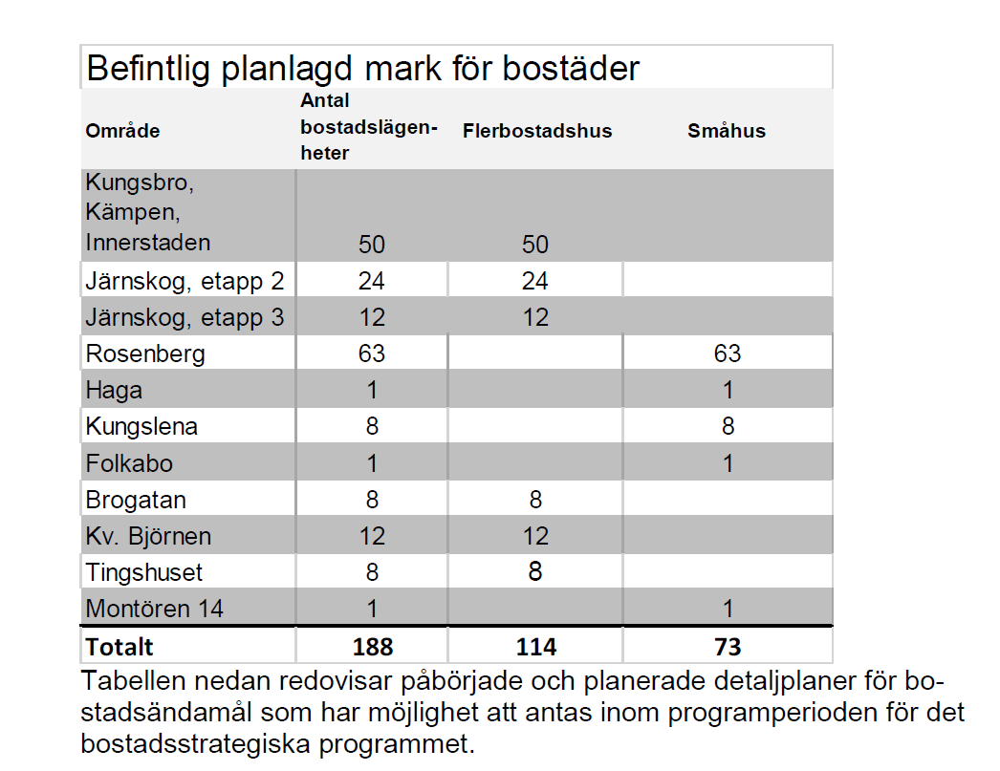 Befintlig planlagd mark för bostäder
Område
Antal
bostadslägen-
heter
Flerbostadshus
Småhus
Kungsbro,
Kämpen,
Innerstaden 50 50
Järnskog, etapp 2 24 24
Järnskog, etapp 3 12 12
Rosenberg 63 63
Haga 1 1
Kungslena 8 8
Folkabo 1 1
Brogatan 8 8
Kv. Björnen 12 12
Tingshuset 8 8
Montören 14 1 1
Totalt 188 114 73
Tabellen nedan redovisar påbörjade och planerade detaljplaner för bo-
stadsändamål som har möjlighet att antas inom programperioden för det
bostadsstrategiska programmet.